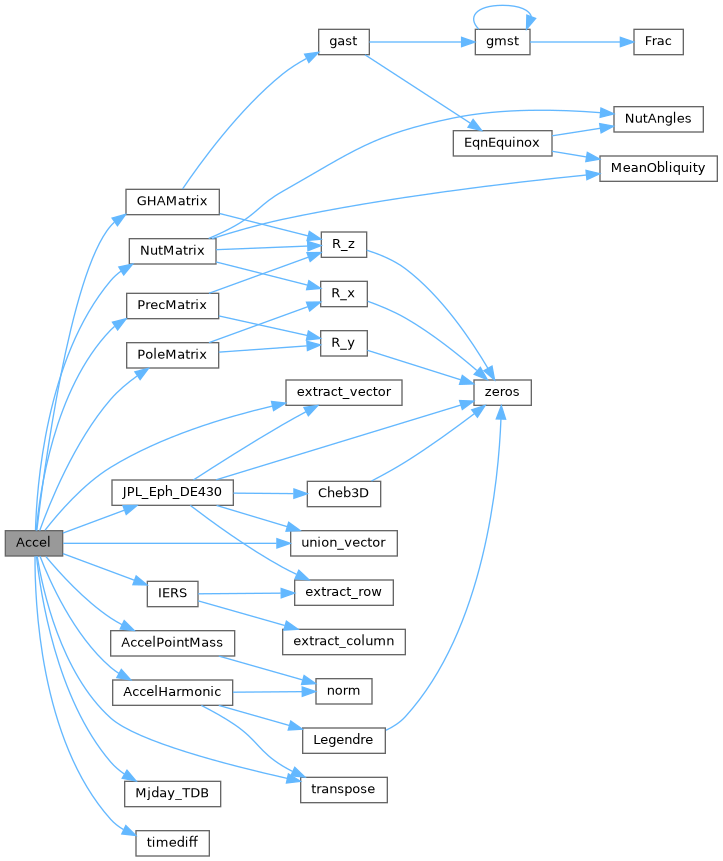 gast
gmst
Frac
NutAngles
EqnEquinox
MeanObliquity
GHAMatrix
R_z
NutMatrix
R_x
PrecMatrix
R_y
PoleMatrix
extract_vector
zeros
JPL_Eph_DE430
Cheb3D
Accel
union_vector
IERS
extract_row
AccelPointMass
extract_column
AccelHarmonic
norm
Legendre
Mjday_TDB
transpose
timediff